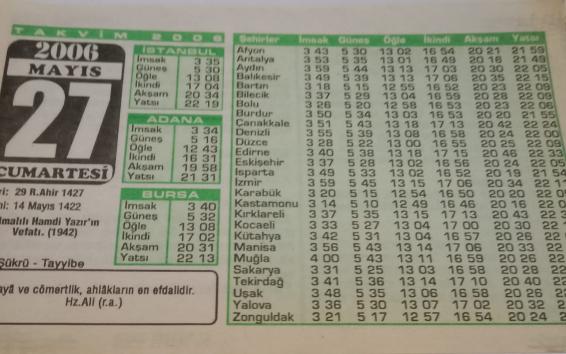 TAKVİM 2006
2006
MAYIS
27
CUMARTESİ
29 R.Ahir 1427
14 Mayıs 1422
Elmalılı Hamdi Yazır'ın
Vefatı. (1942)
Şükrü - Tayyibe
ve cömertlik, ahlâkların en efdalidir.
Hz.Ali (r.a.)
İSTANBUL
İmsak 3 35
Güneş 5 30
Öğle 13 08
İkindi 17 04
Akşam 20 34
Yatsı 22 19
ADANA
İmsak 3 34
Güneş 5 16
Öğle 12 43
İkindi 16 31
Akşam 19 58
Yatsı 21 31
BURSA
İmsak 3 40
Güneş 5 32
Öğle 13 08
İkindi 17 02
Akşam 20 31
Yatsı 22 13
Şehirler İmsak Güneş Öğle İkindi Akşam Yatsı
Afyon 3 43 5 30 13 02 16 54 20 21 21 59
Antalya 3 53 5 35 13 01 16 49 20 16 21 48
Aydın 3 59 5 44 13 13 17 03 20 30 22 05
Balıkesir 3 49 5 39 13 13 17 06 20 35 22 15
Bartın 3 18 5 15 12 55 16 52 20 23 22 09
Bilecik 3 37 5 29 13 04 16 59 20 28 22 09
Bolu 3 26 5 20 12 58 16 53 20 23 22 06
Burdur 3 50 5 34 13 03 16 53 20 20 21 55
Çanakkale 3 51 5 43 13 18 17 13 20 42 22 24
Denizli 3 55 5 39 13 08 16 58 20 24 22 00
Düzce 3 28 5 22 13 00 16 55 20 25 22 09
Edirne 3 40 5 38 13 18 17 15 20 46 22 33
Eskişehir 3 37 5 28 13 02 16 56 20 24 22 05
Isparta 3 49 5 33 13 02 16 52 20 19 21 54
İzmir 3 59 5 45 13 15 17 06 20 34 22 1
Karabük 3 20 5 15 12 54 16 50 20 22 22 0
Kastamonu 3 14 5 10 12 49 16 46 20 16 22 0
Kırklareli 3 37 5 35 13 15 17 13 20 43 22 3
Kocaeli 3 33 5 27 13 04 17 00 20 30 22
Kütahya 3 42 5 31 13 04 16 57 20 26 22
Manisa 3 56 5 43 13 14 17 06 20 33 22
Muğla 4 00 5 43 13 11 16 59 20 26 22
Sakarya 3 31 5 25 13 03 16 58 20 28 22
Tekirdağ 3 41 5 36 13 14 17 10 20 40 22
Uşak 3 48 5 35 13 06 16 58 20 26 22
Yalova 3 36 5 30 13 07 17 02 20 32 2
Zonguldak 3 21 5 17 12 57 16 54 20 24 2